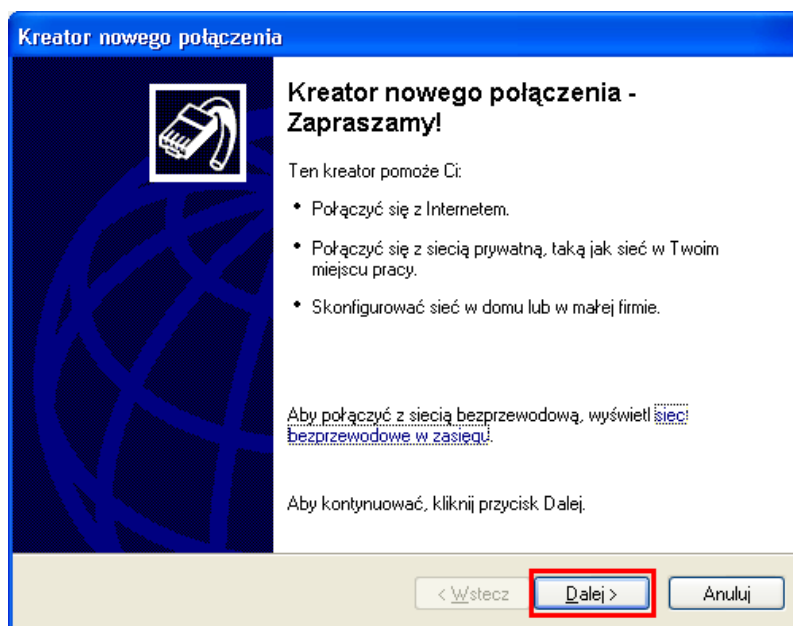 Kreator nowego połączenia
Kreator nowego połączenia -
Zapraszamy!
Ten kreator pomoże Ci:
• Połączyć się z Internetem.
• Połączyć się z siecią prywatną, taką jak sieć w Twoim
miejscu pracy.
• Skonfigurować sieć w domu lub w małej firmie.
Aby połączyć z siecią bezprzewodową, wyświetl sieci
bezprzewodowe w zasięgu.
Aby kontynuować, kliknij przycisk Dalej.
< Wstecz Dalej > Anuluj